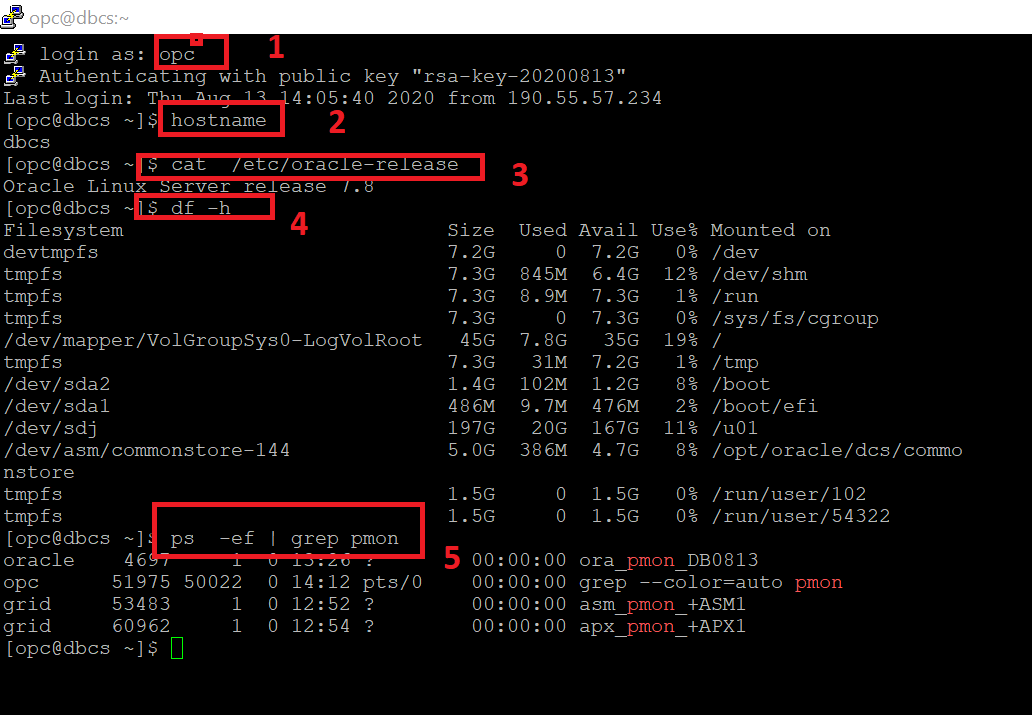 opc@dbcs:~
login as: opc 1
Authenticating with public key "rsa-key-20200813"
Last login: Thu Aug 13 14:05:40 2020 from 190.55.57.234
[opc@dbcs ~]$ hostname 2
dbcs
[opc@dbcs ~]$ cat  /etc/oracle-release 3
Oracle Linux Server release 7.8
[opc@dbcs ~]$ df -h 4
Filesystem                           Size  Used Avail Use% Mounted on
devtmpfs                             7.2G     0  7.2G   0% /dev
tmpfs                                7.3G  845M  6.4G  12% /dev/shm
tmpfs                                7.3G  8.9M  7.3G   1% /run
tmpfs                                7.3G     0  7.3G   0% /sys/fs/cgroup
/dev/mapper/VolGroupSys0-LogVolRoot   45G  7.8G   35G  19% /
tmpfs                                7.3G   31M  7.2G   1% /tmp
/dev/sda2                            1.4G  102M  1.2G   8% /boot
/dev/sda1                            486M  9.7M  476M   2% /boot/efi
/dev/sdj                             197G   20G  167G  11% /u01
/dev/asm/commonstore-144             5.0G  386M  4.7G   8% /opt/oracle/dcs/commo
nstore
tmpfs                                1.5G     0  1.5G   0% /run/user/102
tmpfs                                1.5G     0  1.5G   0% /run/user/54322
[opc@dbcs ~]$ ps  -ef | grep pmon 5
oracle    4697     1  0 13:26 ?        00:00:00 ora_pmon_DB0813
opc      51975 50022  0 14:12 pts/0    00:00:00 grep --color=auto pmon
grid     53483     1  0 12:52 ?        00:00:00 asm_pmon_+ASM1
grid     60962     1  0 12:54 ?        00:00:00 apx_pmon_+APX1
[opc@dbcs ~]$